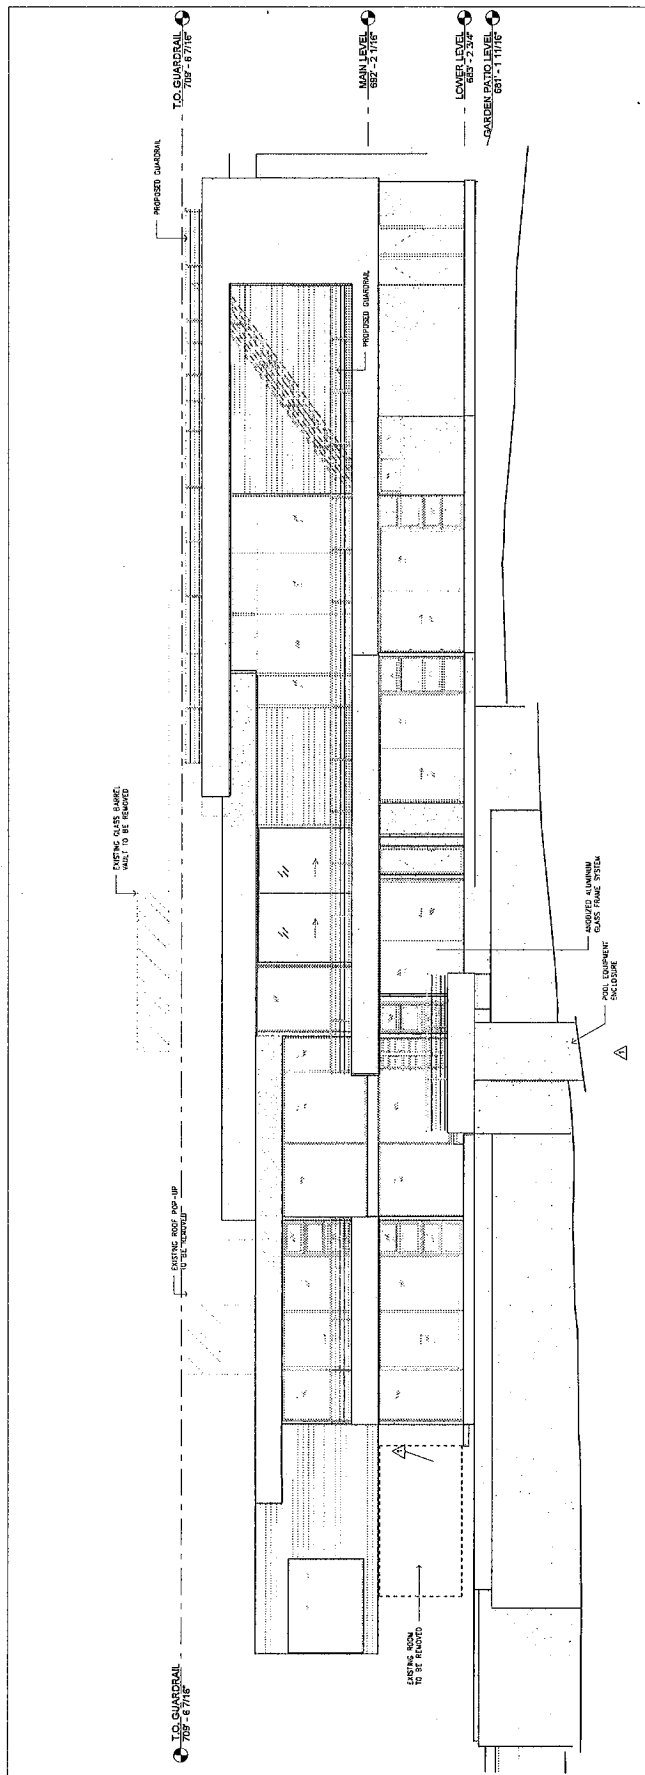 T.O. GUARDRAIL
709' - 6 7/16"
MAIN LEVEL
692' - 2 1/16"
LOWER LEVEL
683' - 2 3/4"
GARDEN PATIO LEVEL
681' - 1 11/16"
PROPOSED GUARDRAIL
PROPOSED GUARDRAIL
EXISTING GLASS BARREL
VAULT TO BE REMOVED
ANODIZED ALUMINUM
GLASS FRAME SYSTEM
POOL EQUIPMENT
ENCLOSURE
EXISTING ROOF POP-UP
TO BE REMOVED
EXISTING ROOM
TO BE REMOVED
T.O. GUARDRAIL
709' - 6 7/16"